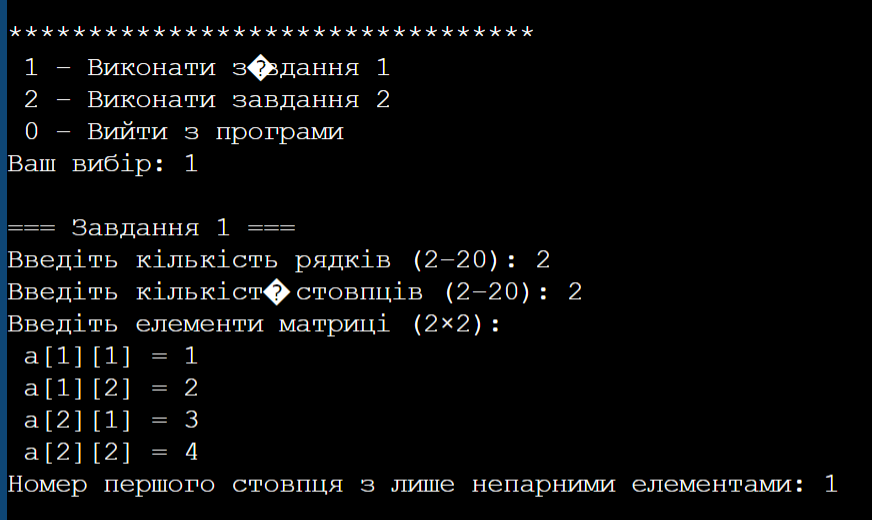 *********************************
1 – Виконати з�вдання 1
2 – Виконати завдання 2
0 – Вийти з програми
Ваш вибір: 1
=== Завдання 1 ===
Введіть кількість рядків (2–20): 2
Введіть кількіст� стовпців (2–20): 2
Введіть елементи матриці (2×2):
a[1][1] = 1
a[1][2] = 2
a[2][1] = 3
a[2][2] = 4
Номер першого стовпця з лише непарними елементами: 1